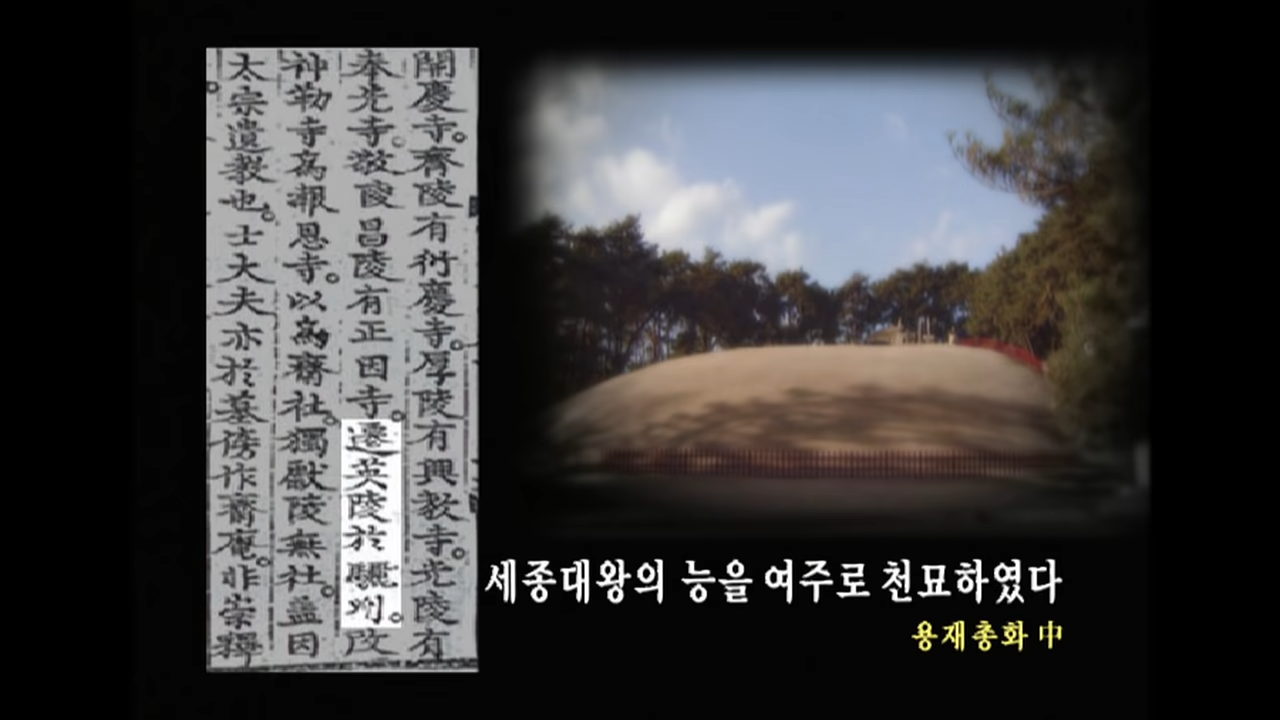 開慶寺齊陵有衍慶寺厚陵有興教寺光陵有
奉先寺敬陵昌陵有正因寺遷英陵於驪州改
神勒寺爲報恩寺以爲齋社獨獻陵無社盖因
太宗遺教也士大夫亦於墓傍作齋庵非崇釋
세종대왕의 능을 여주로 천묘하였다
용재총화 中